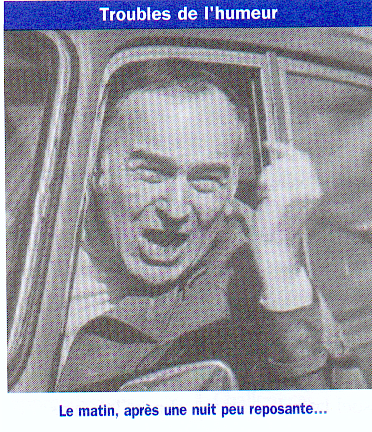 Troubles de l'humeur
Le matin, après une nuit peu reposante...